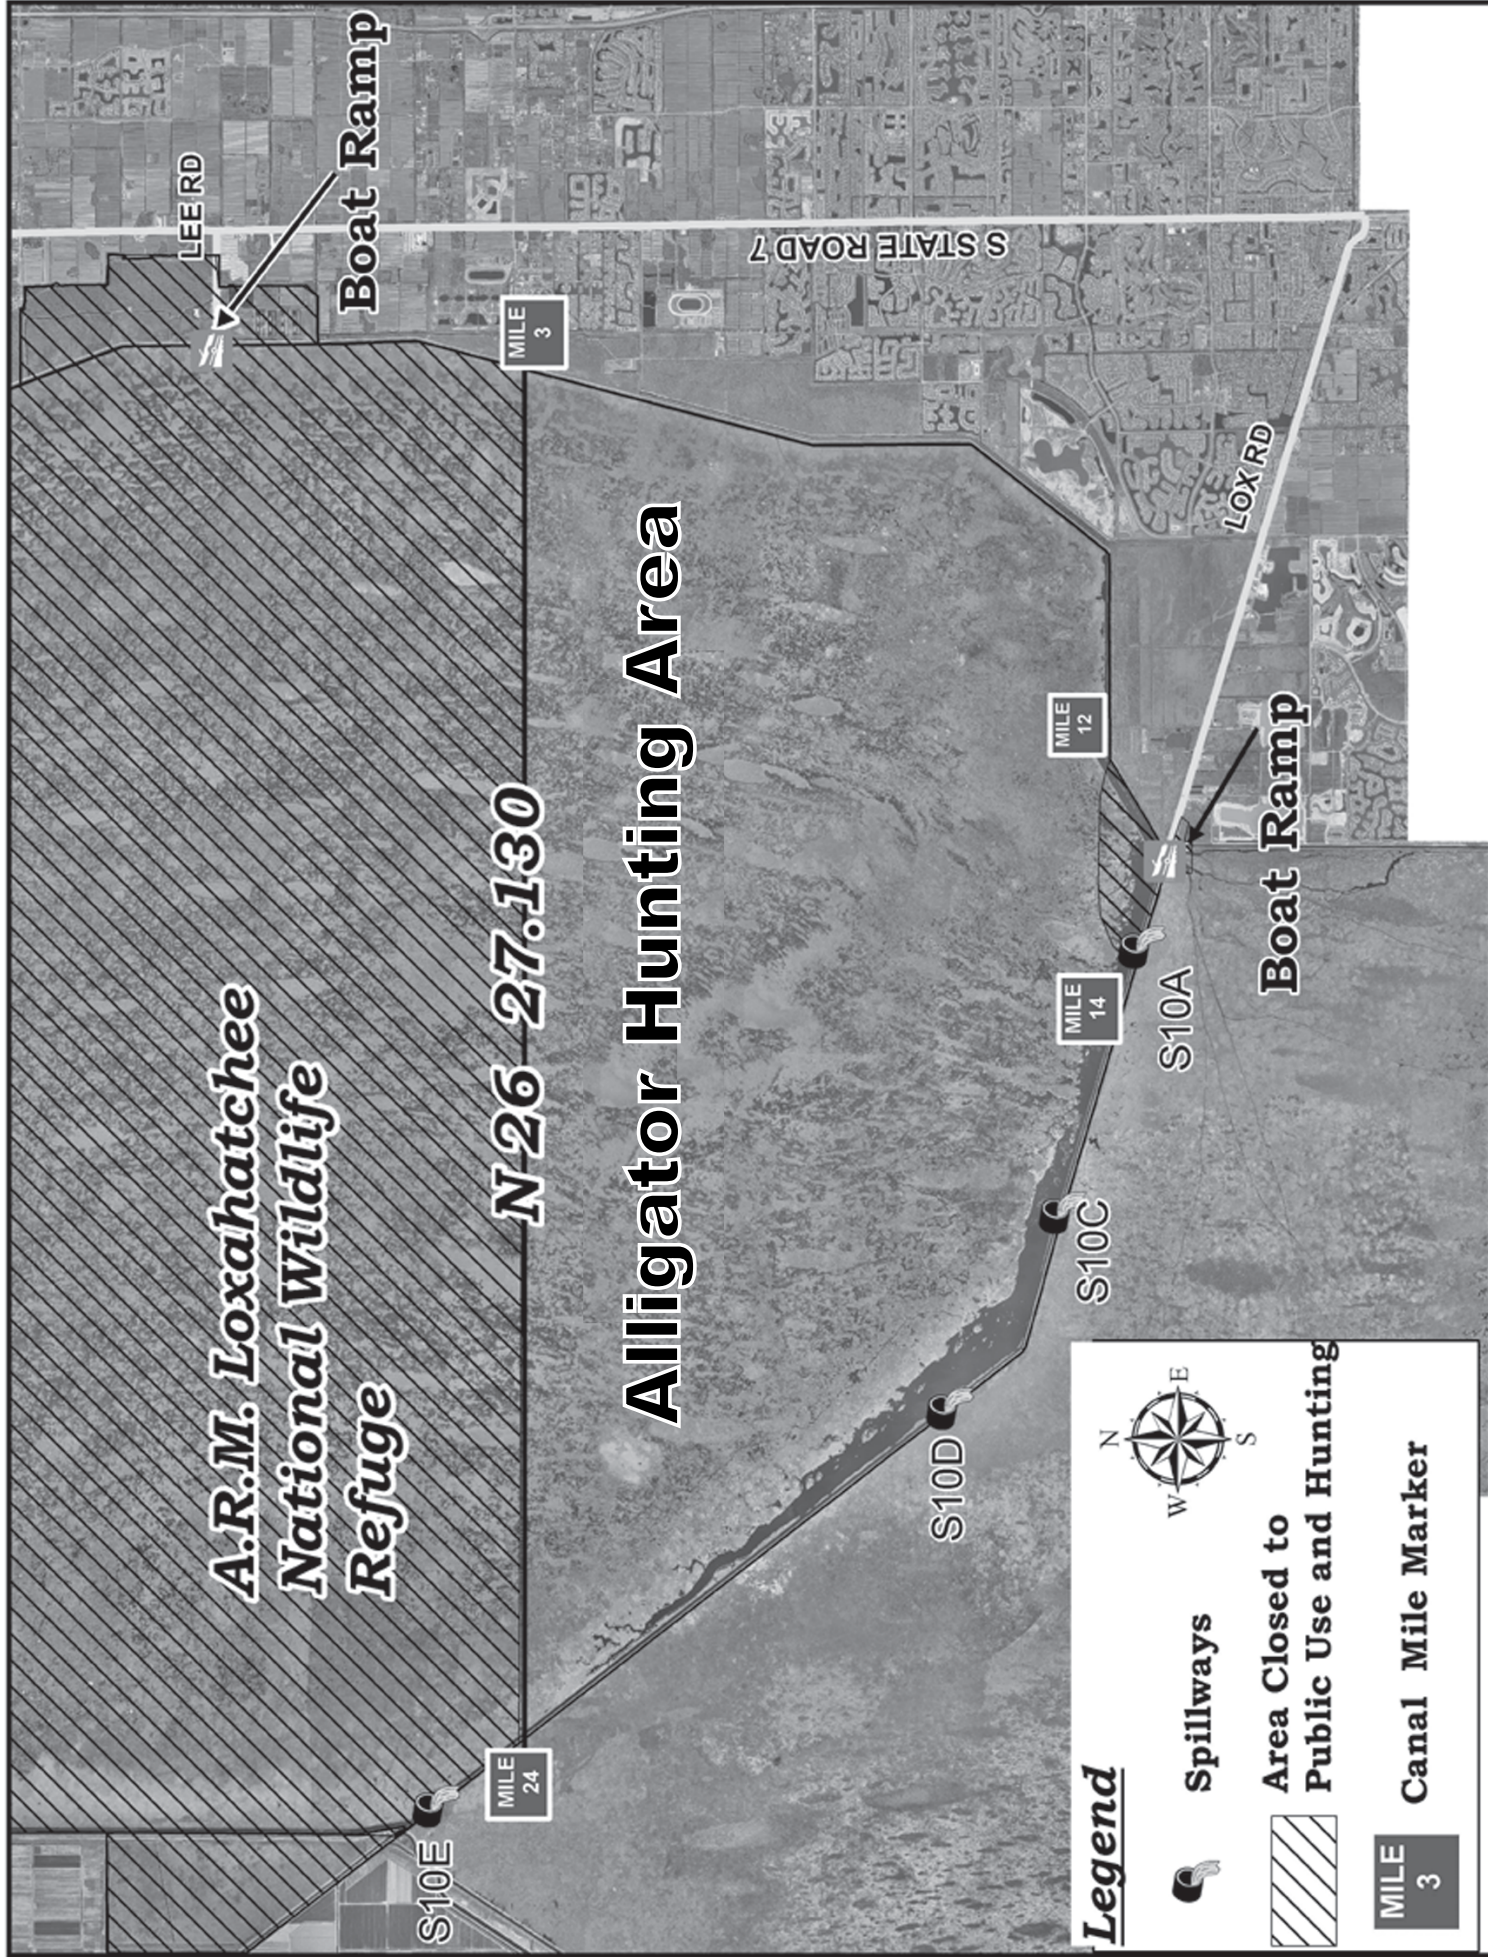 A.R.M. Loxahatchee
National Wildlife
Refuge
LEE RD
Boat Ramp
S STATE ROAD 7
MILE
3
N 26 27.130
Alligator Hunting Area
MILE
24
S10E
MILE
12
LOX RD
MILE
14
S10A
Boat Ramp
S10C
S10D
Legend
N
W
E
S
Spillways
Area Closed to
Public Use and Hunting
MILE
3
Canal Mile Marker